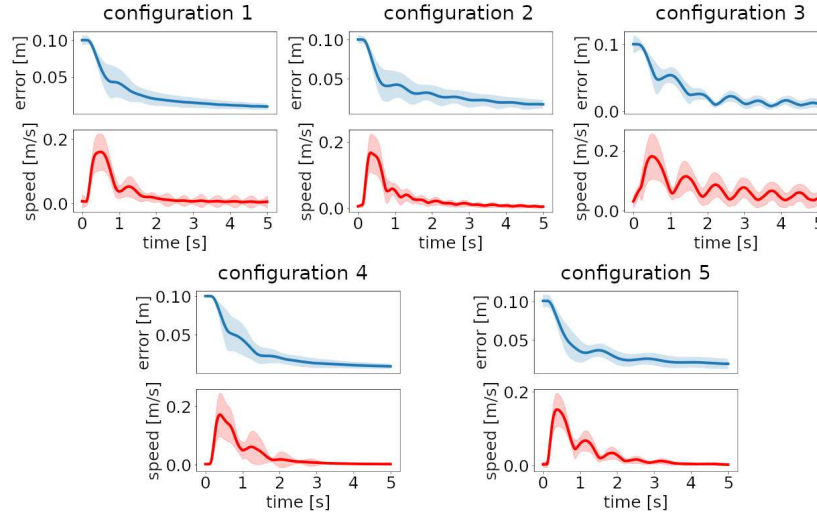 configuration 1
error [m]
0.10
0.05
speed [m/s]
0.2
0.0
0 1 2 3 4 5
time [s]
configuration 2
error [m]
0.10
0.05
speed [m/s]
0.2
0.0
0 1 2 3 4 5
time [s]
configuration 3
error [m]
0.1
0.0
speed [m/s]
0.2
0.0
0 1 2 3 4 5
time [s]
configuration 4
error [m]
0.10
0.05
speed [m/s]
0.2
0.0
0 1 2 3 4 5
time [s]
configuration 5
error [m]
0.10
0.05
speed [m/s]
0.2
0.0
0 1 2 3 4 5
time [s]